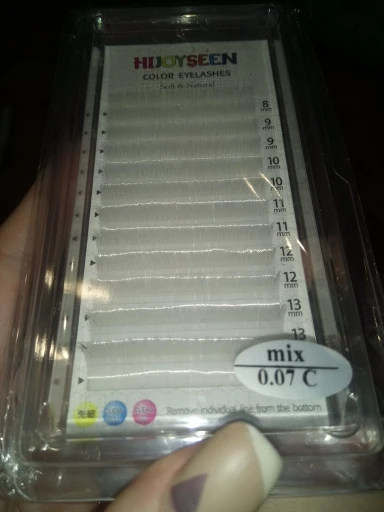 HIJOYSEEN
COLOR EYELASHES
Soft & Natural
8
mm
9
mm
9
mm
10
mm
10
mm
11
mm
11
mm
12
mm
12
mm
13
mm
13
mix
0.07 C
Remove individual line from the bottom